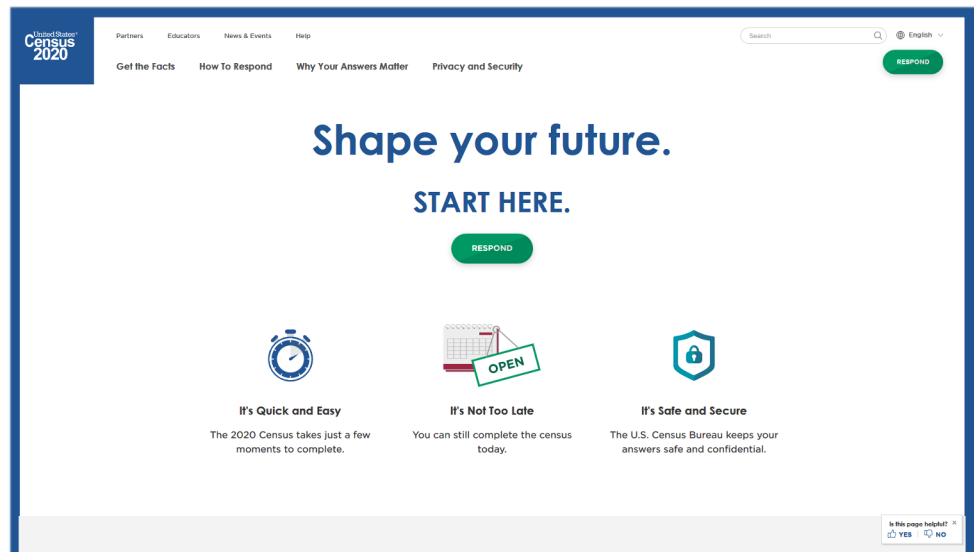 United States®
Census
2020
Partners
Educators
News & Events
Help
Search
English
Get the Facts
How To Respond
Why Your Answers Matter
Privacy and Security
RESPOND
Shape your future.
START HERE.
RESPOND
OPEN
It's Quick and Easy
The 2020 Census takes just a few
moments to complete.
It's Not Too Late
You can still complete the census
today.
It's Safe and Secure
The U.S. Census Bureau keeps your
answers safe and confidential.
Is this page helpful? X
YES NO